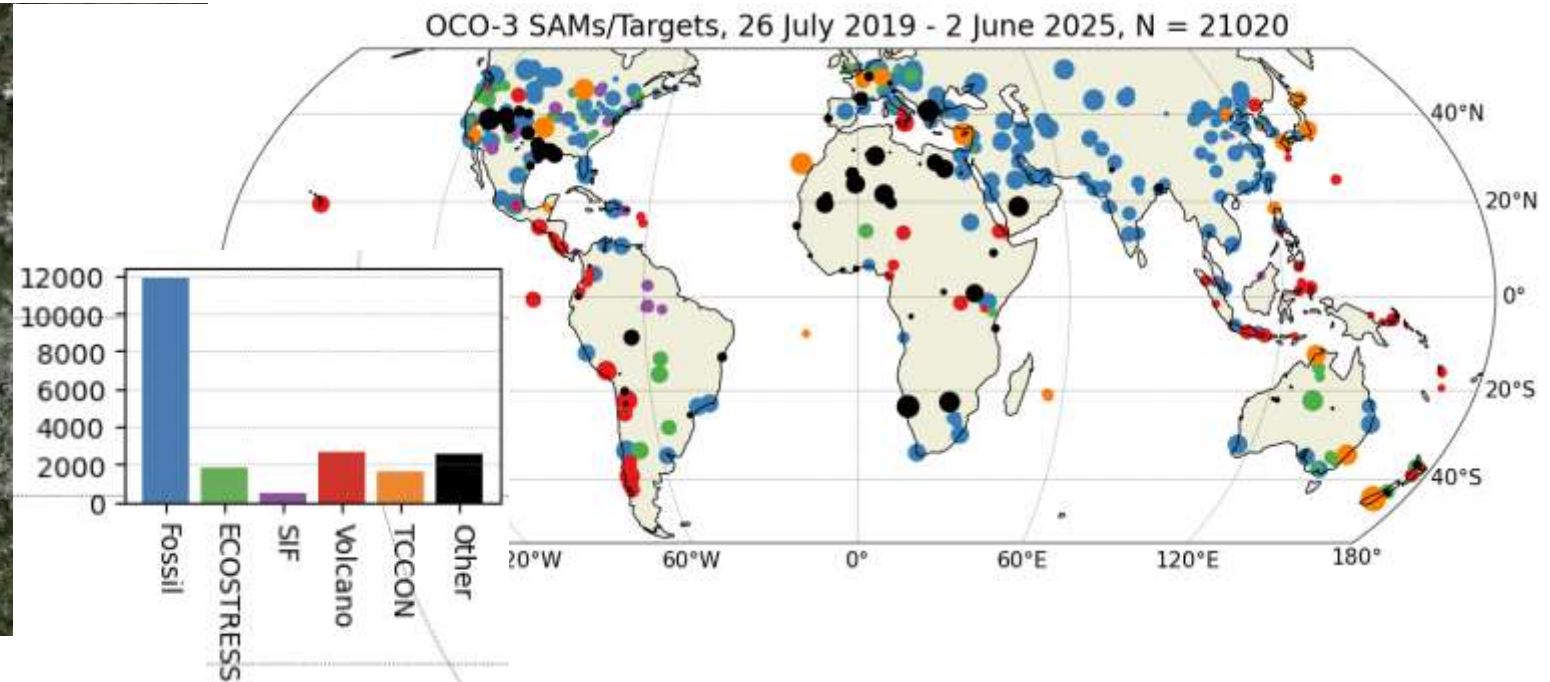 OCO-3 SAMs/Targets, 26 July 2019 - 2 June 2025, N = 21020
40°N
20°N
0°
20°S
40°S
20°W
60°W
0°
60°E
120°E
180°
12000
10000
8000
6000
4000
2000
0
Fossil
ECOSTRESS
SIF
Volcano
TCCON
Other